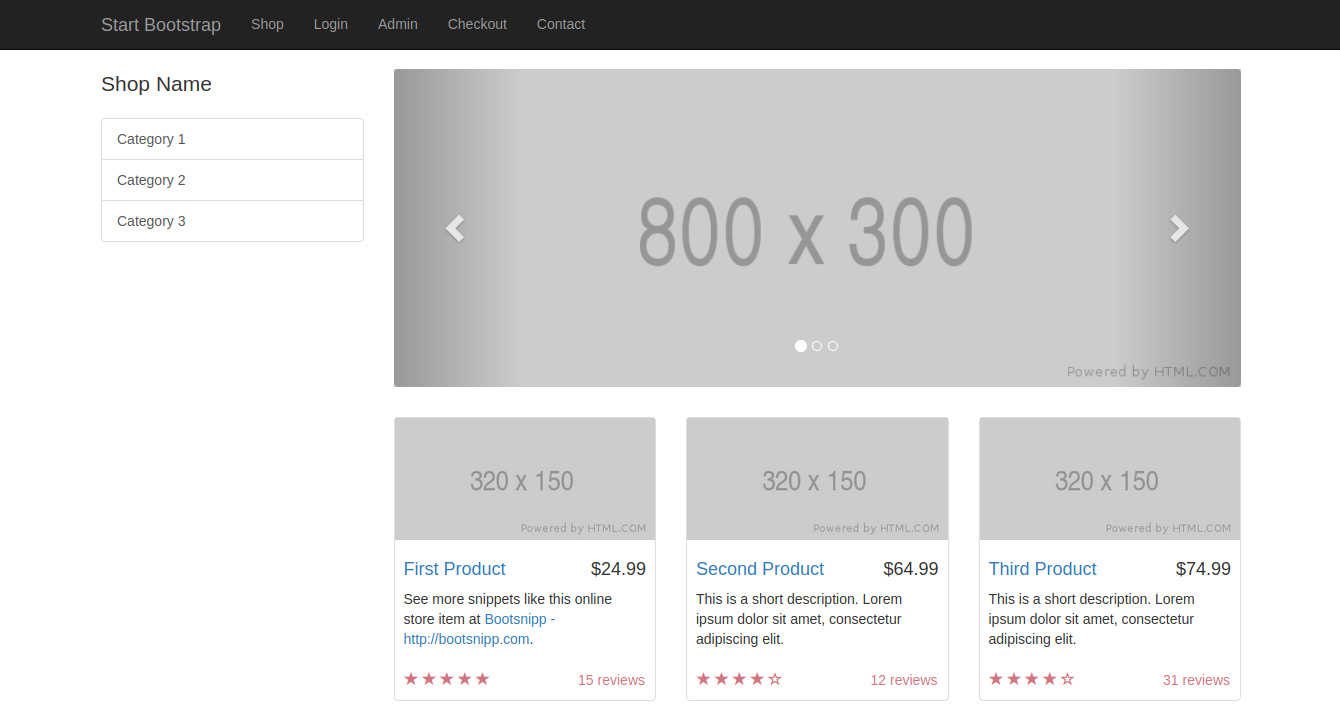 Start Bootstrap Shop Login Admin Checkout Contact
Shop Name
Category 1
Category 2
Category 3
800 x 300
Powered by HTML.COM
320 x 150
Powered by HTML.COM
First Product $24.99
See more snippets like this online
store item at Bootsnipp -
http://bootsnipp.com.
15 reviews
320 x 150
Powered by HTML.COM
Second Product $64.99
This is a short description. Lorem
ipsum dolor sit amet, consectetur
adipiscing elit.
12 reviews
320 x 150
Powered by HTML.COM
Third Product $74.99
This is a short description. Lorem
ipsum dolor sit amet, consectetur
adipiscing elit.
31 reviews